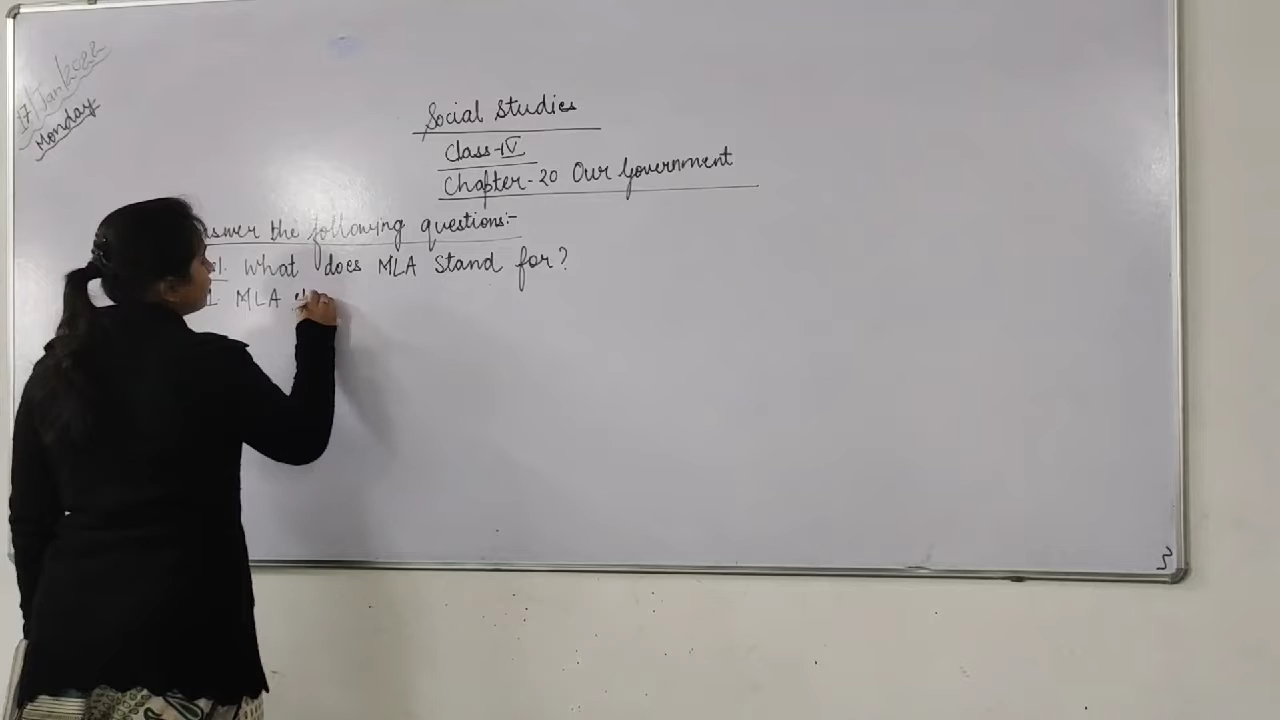 17/Jan/2022
Monday
Social Studies
Class-IV
Chapter-20 Our Government
the following questions:-
What does MLA Stand for?
MLA
3